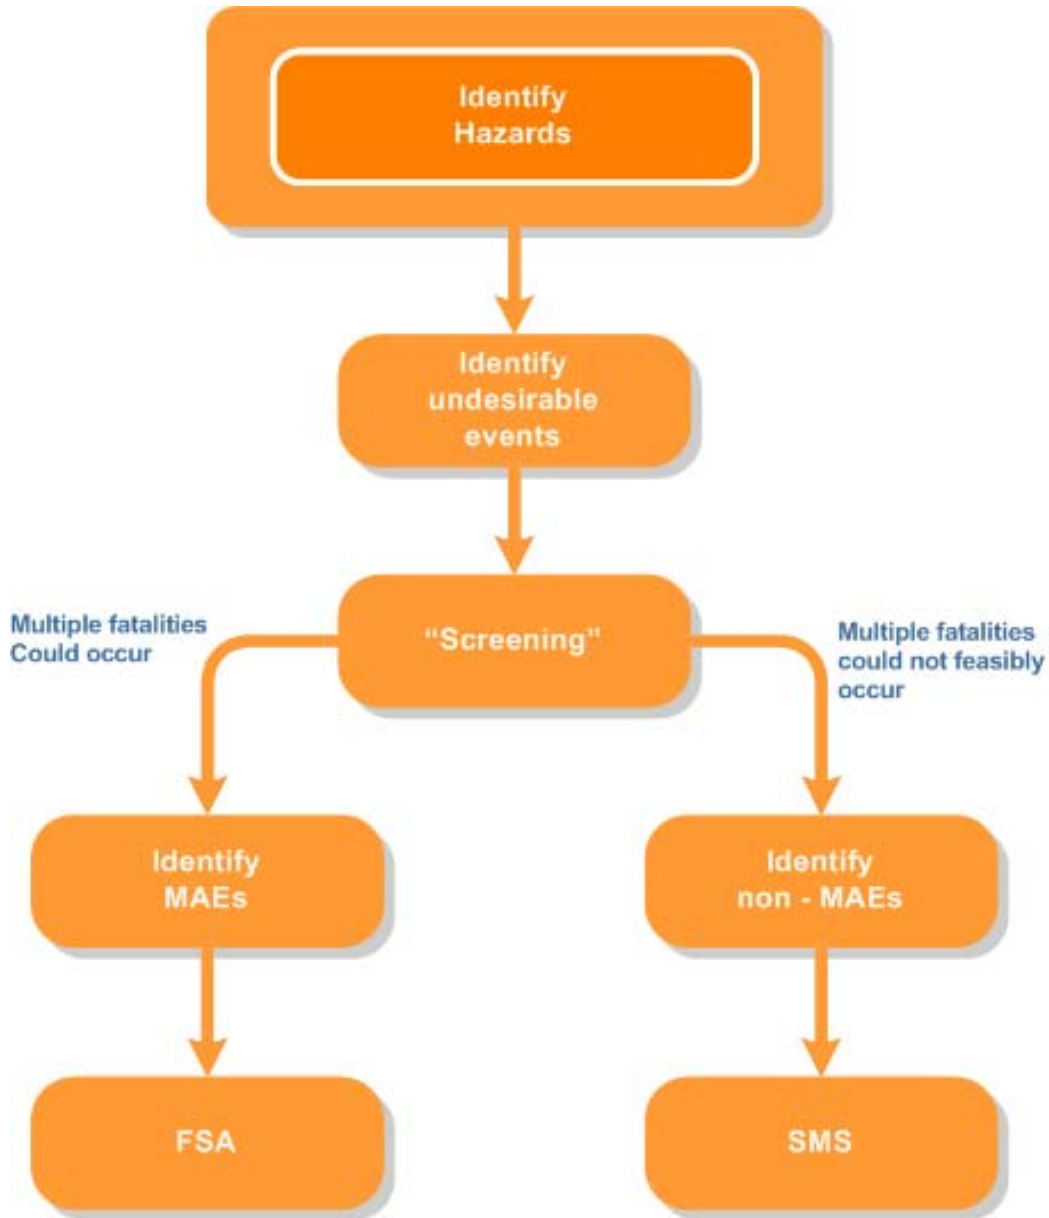 Identify
Hazards
Identify
undesirable
events
“Screening”
Multiple fatalities
Could occur
Multiple fatalities
could not feasibly
occur
Identify
MAEs
Identify
non - MAEs
FSA
SMS